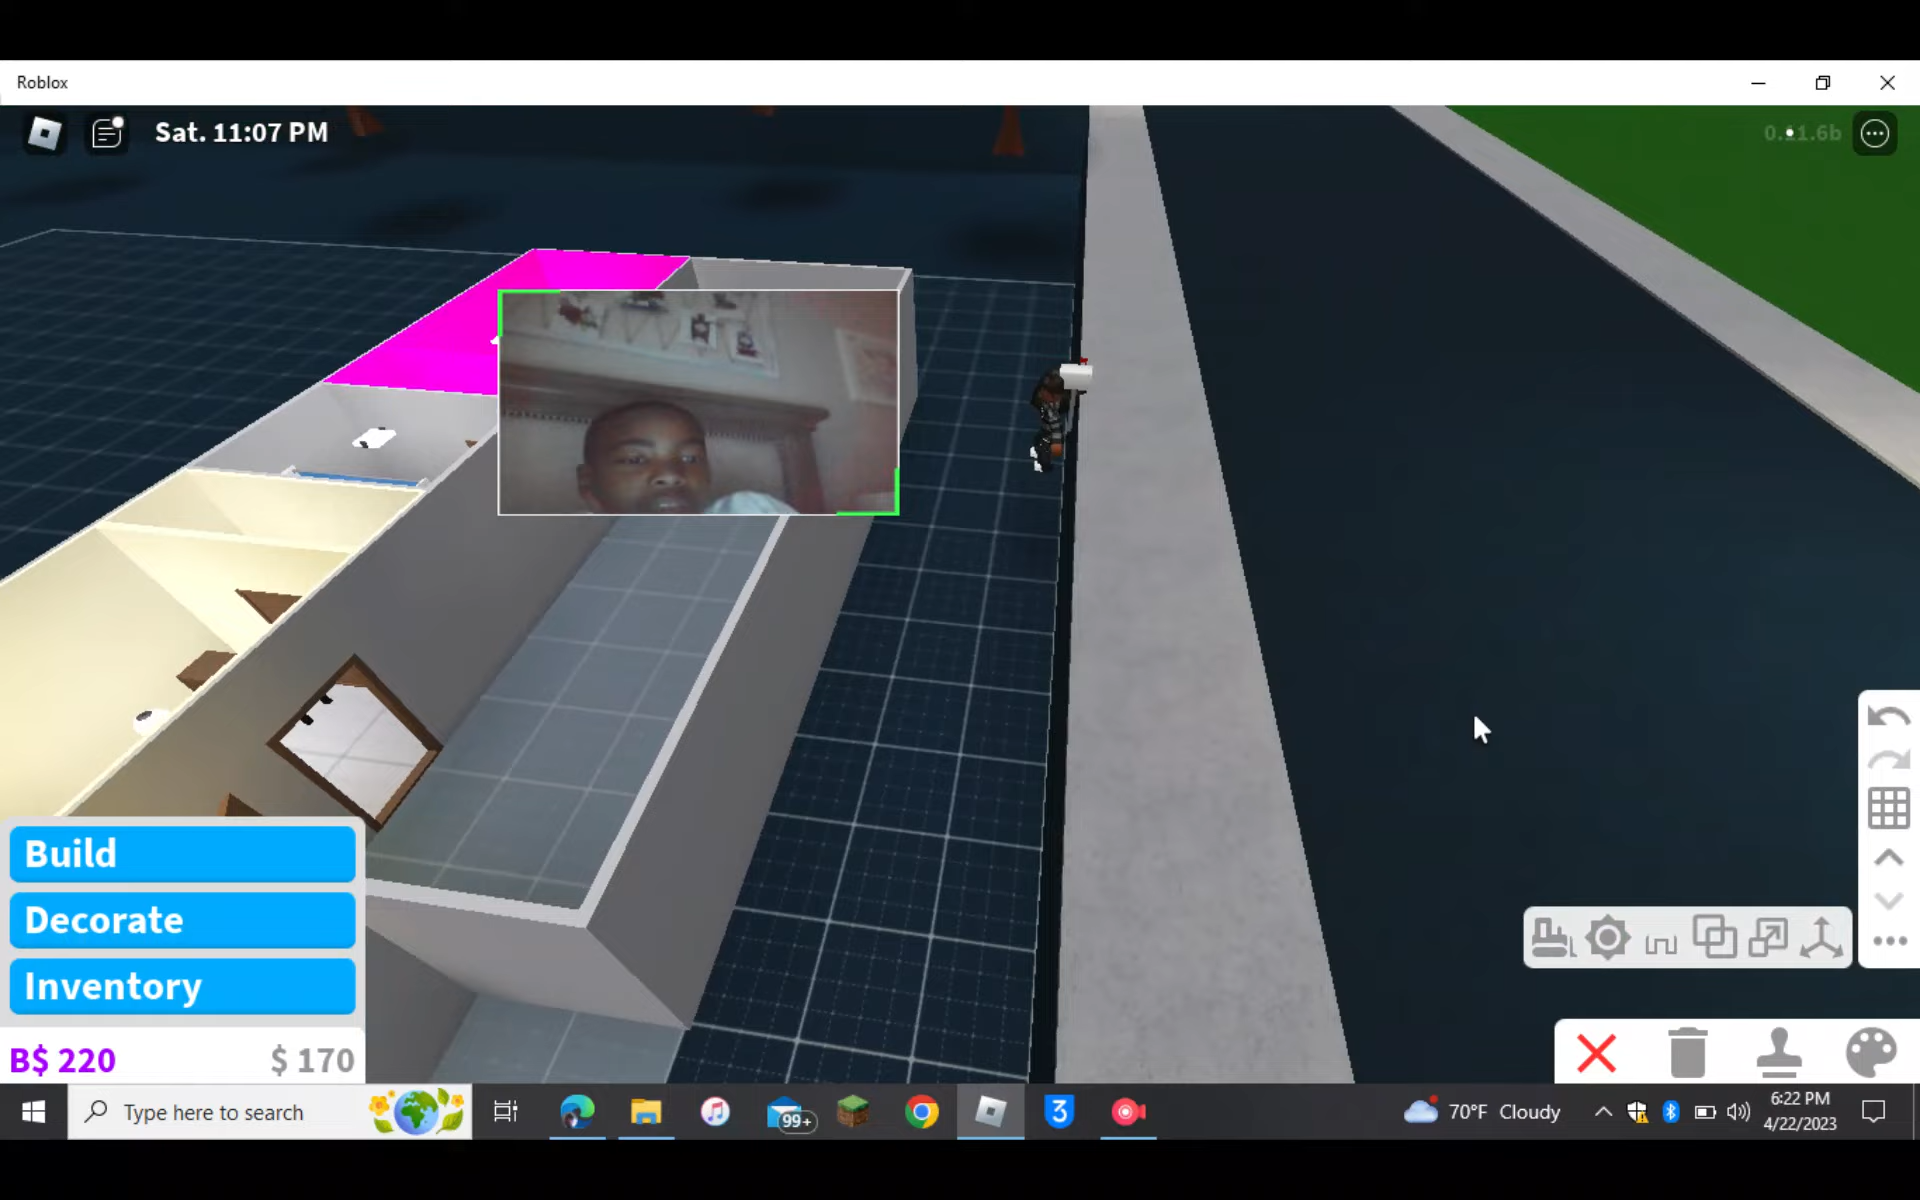 Roblox
Sat. 11:07 PM
Build
Decorate
Inventory
B$ 220
$ 170
Type here to search
99+
3
70°F Cloudy
6:22 PM
4/22/2023